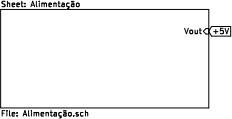 Sheet: Alimentação
Vout +5V
File: Alimentação.sch